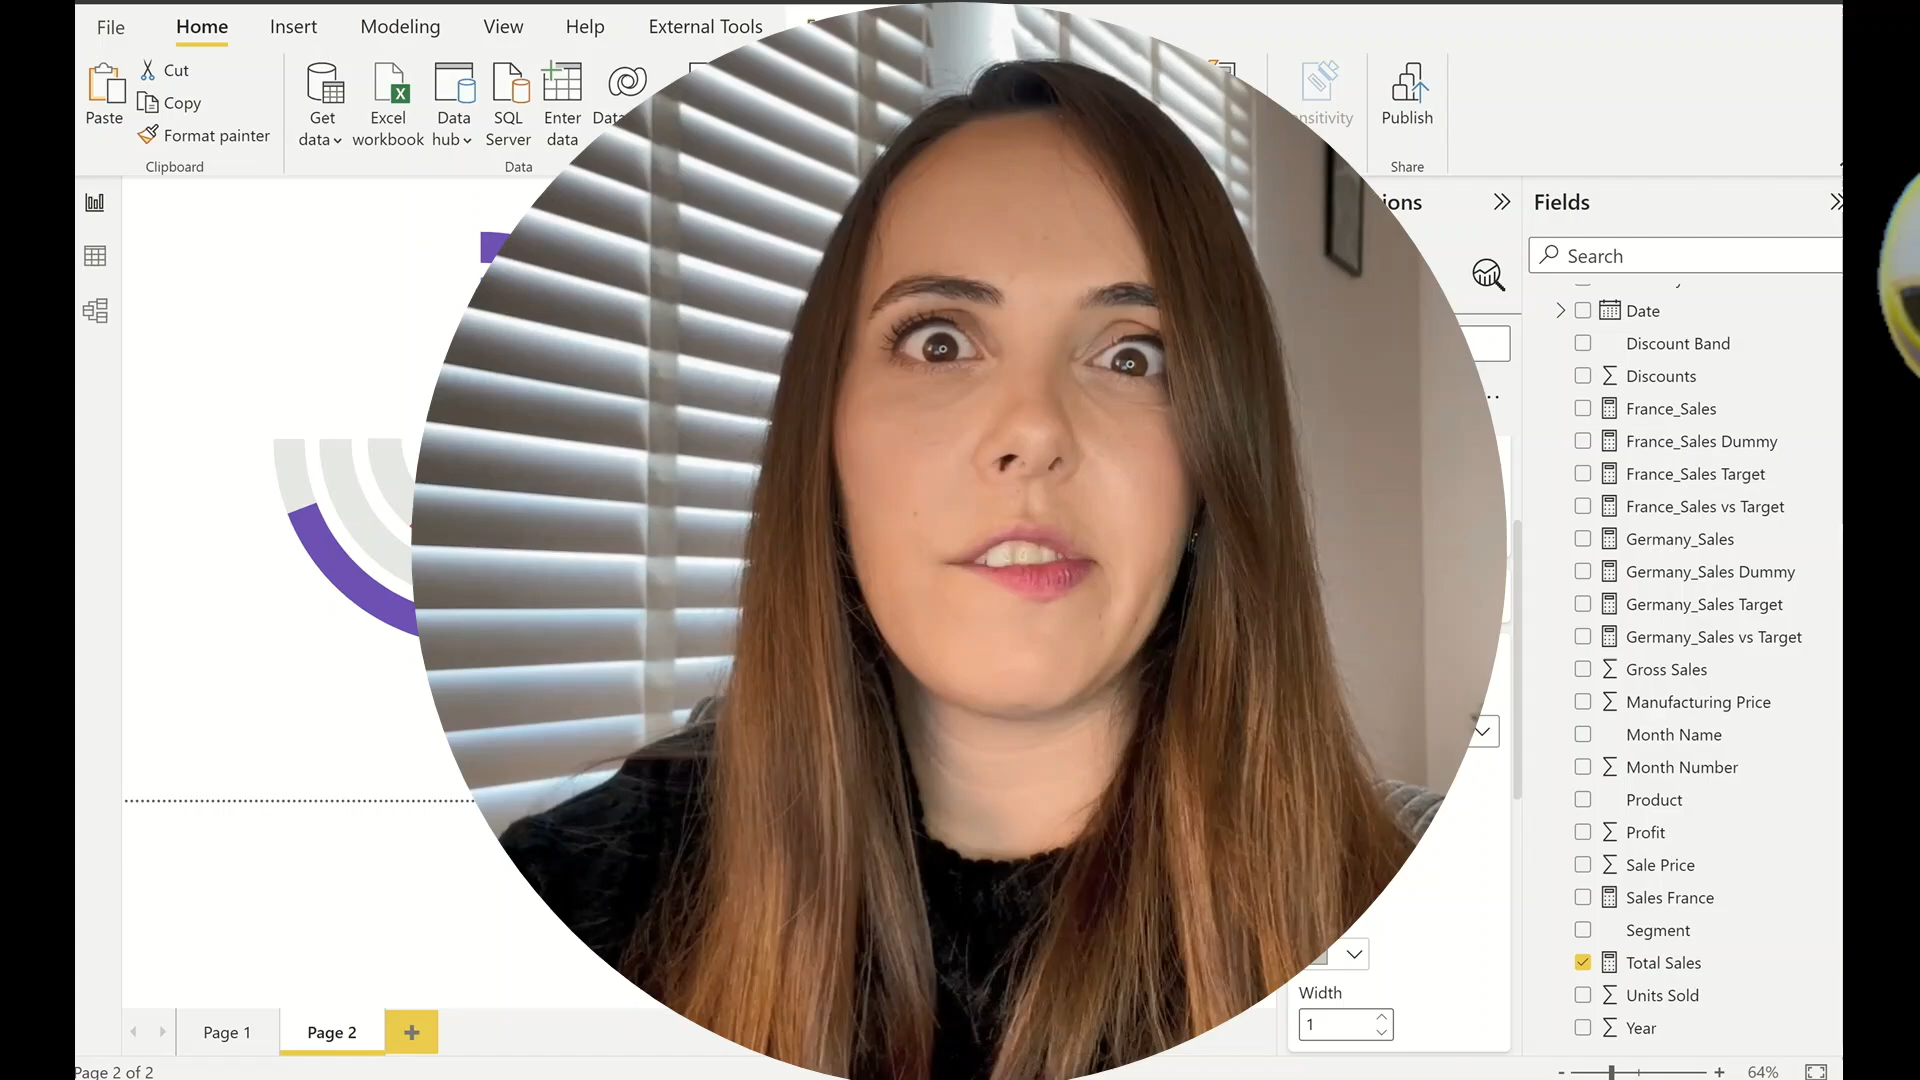 File Home Insert Modeling View Help External Tools
Paste
Cut
Copy
Format painter
Clipboard
Get
data
Excel
workbook
Data
hub
SQL
Server
Enter
data
Data
Publish
Share
Fields
Search
Date
Discount Band
Discounts
France_Sales
France_Sales Dummy
France_Sales Target
France_Sales vs Target
Germany_Sales
Germany_Sales Dummy
Germany_Sales Target
Germany_Sales vs Target
Gross Sales
Manufacturing Price
Month Name
Month Number
Product
Profit
Sale Price
Sales France
Segment
Total Sales
Units Sold
Year
Width
1
Page 1 Page 2
Page 2 of 2
64%